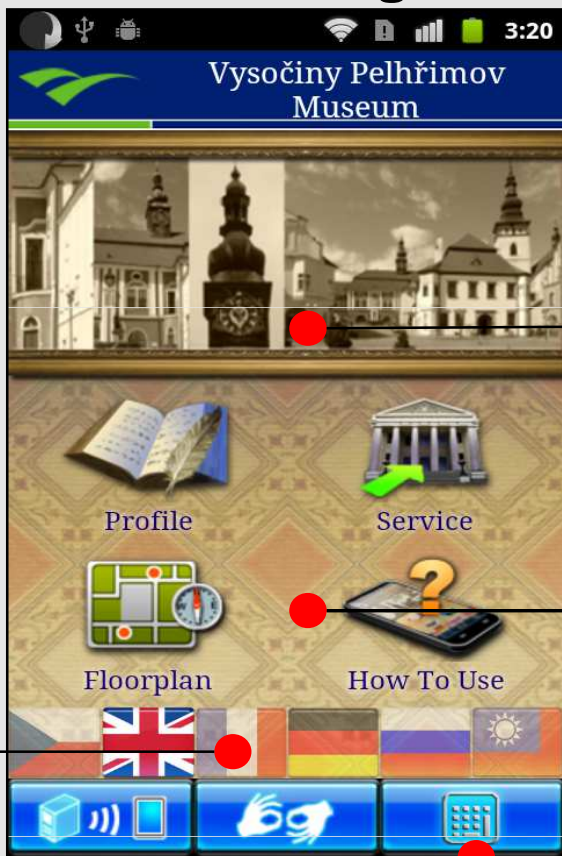 3:20
Vysočiny Pelhřimov
Museum
Profile
Service
Floorplan
How To Use